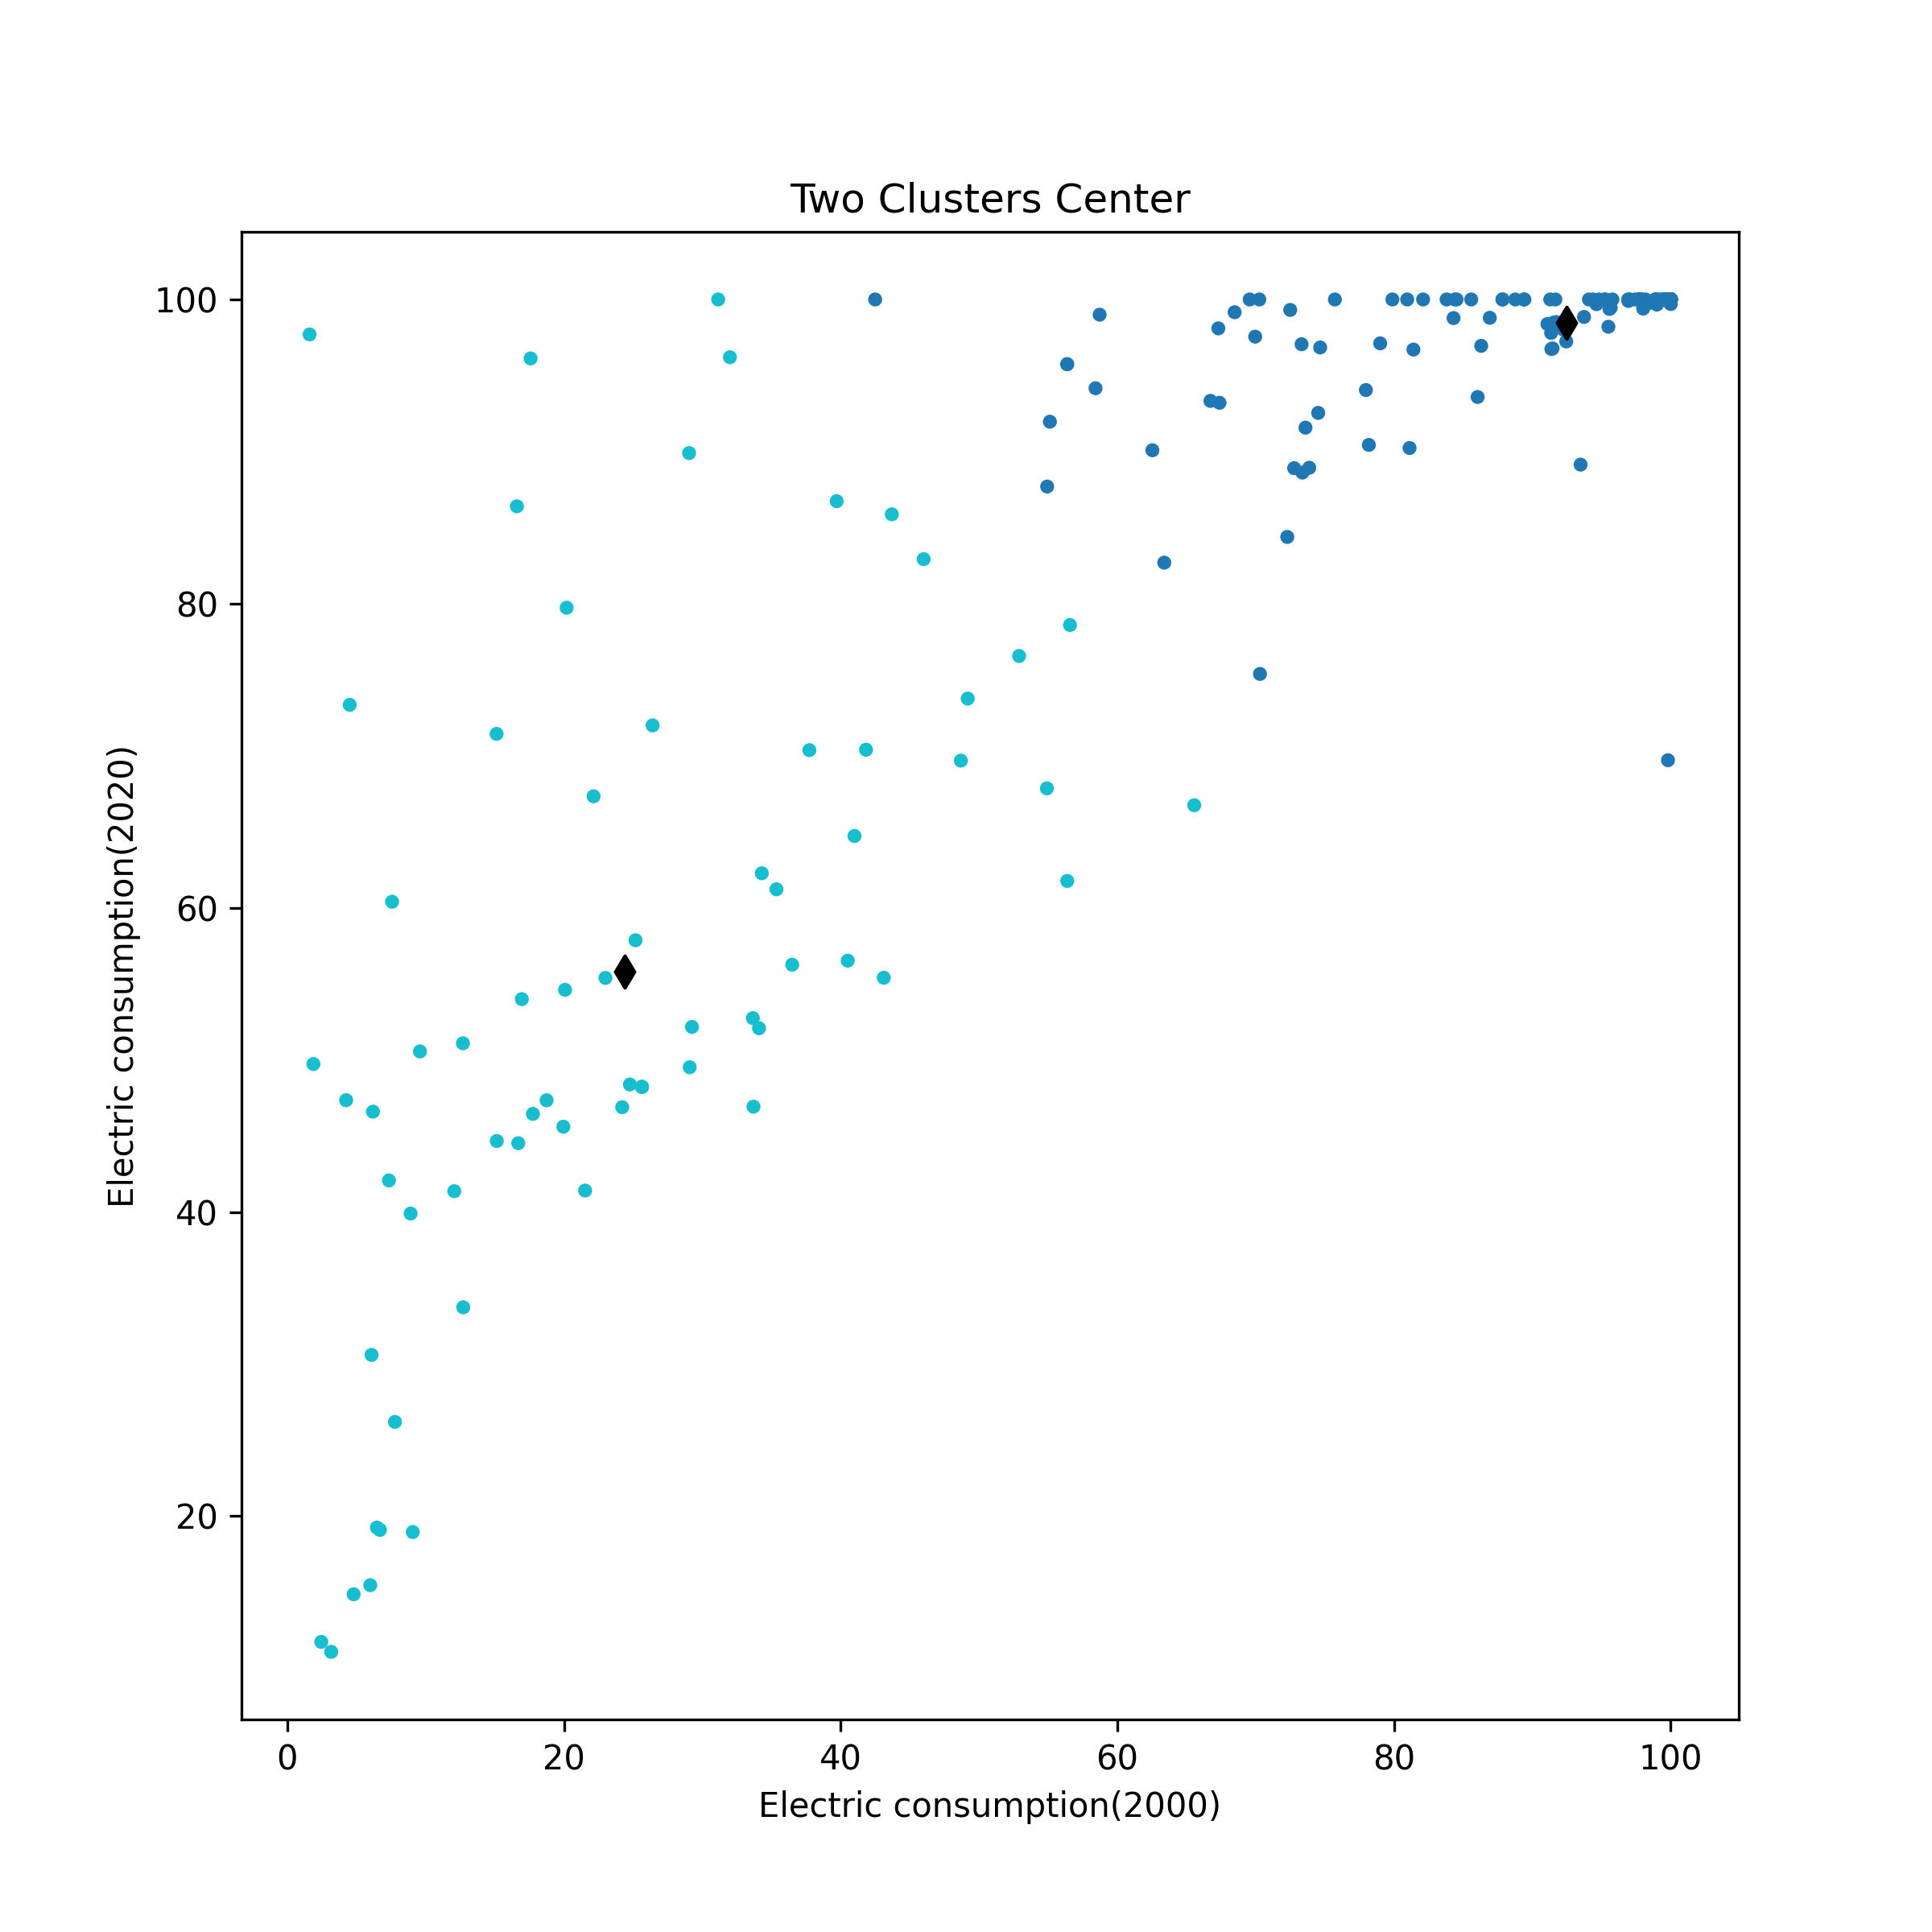 Two Clusters Center
100
80
60
40
20
Electric consumption(2020)
0 20 40 60 80 100
Electric consumption(2000)